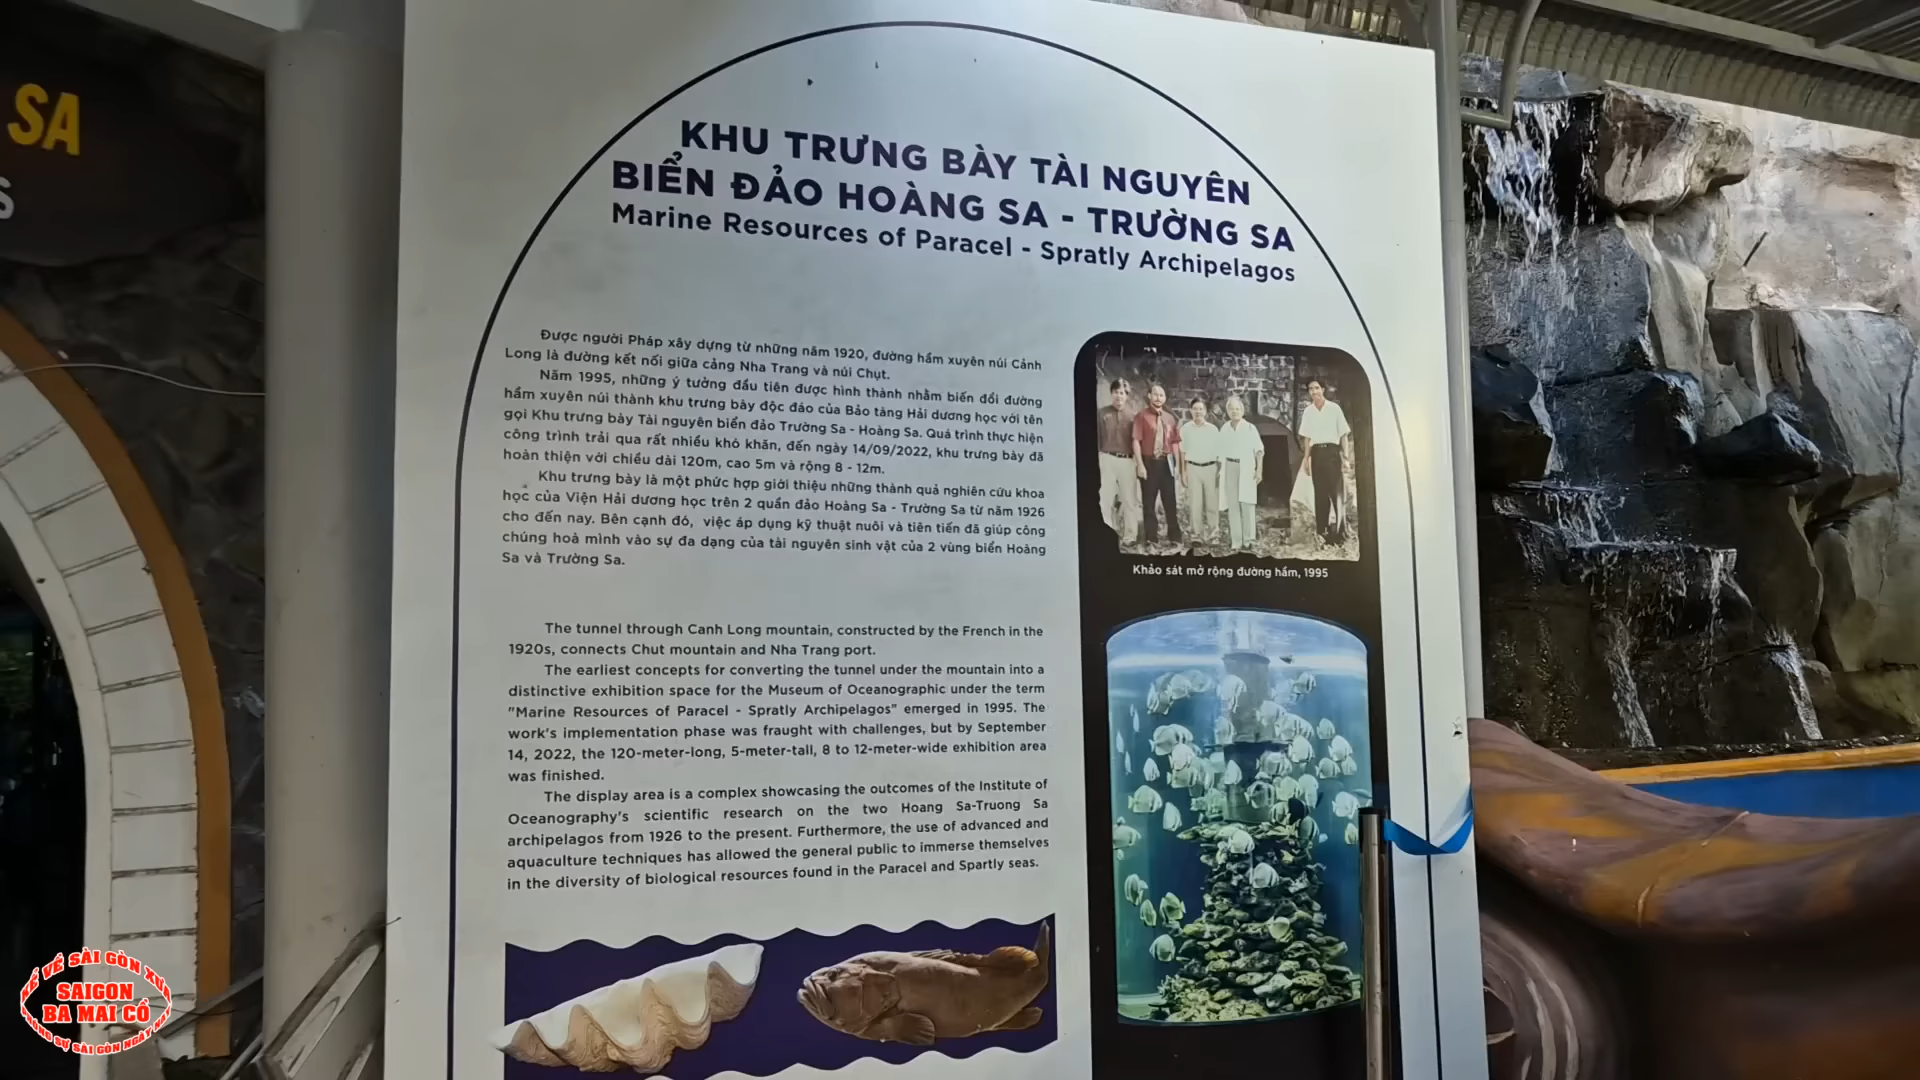 SA
S
KHU TRƯNG BÀY TÀI NGUYÊN
BIỂN ĐẢO HOÀNG SA - TRƯỜNG SA
Marine Resources of Paracel - Spratly Archipelagos
Được người Pháp xây dựng từ những năm 1920, đường hầm xuyên núi Cảnh
Long là đường kết nối giữa cảng Nha Trang và núi Chụt.
Năm 1995, những ý tưởng đầu tiên được hình thành nhằm biến đổi đường
hầm xuyên núi thành khu trưng bày độc đáo của Bảo tàng Hải dương học với tên
gọi Khu trưng bày Tài nguyên biển đảo Trường Sa - Hoàng Sa. Quá trình thực hiện
công trình trải qua rất nhiều khó khăn, đến ngày 14/09/2022, khu trưng bày đã
hoàn thiện với chiều dài 120m, cao 5m và rộng 8 - 12m.
Khu trưng bày là một phức hợp giới thiệu những thành quả nghiên cứu khoa
học của Viện Hải dương học trên 2 quần đảo Hoàng Sa - Trường Sa từ năm 1926
cho đến nay. Bên cạnh đó, việc áp dụng kỹ thuật nuôi và tiên tiến đã giúp công
chúng hoà mình vào sự đa dạng của tài nguyên sinh vật của 2 vùng biển Hoàng
Sa và Trường Sa.
Khảo sát mở rộng đường hầm, 1995
The tunnel through Canh Long mountain, constructed by the French in the
1920s, connects Chut mountain and Nha Trang port.
The earliest concepts for converting the tunnel under the mountain into a
distinctive exhibition space for the Museum of Oceanographic under the term
"Marine Resources of Paracel - Spratly Archipelagos" emerged in 1995. The
work's implementation phase was fraught with challenges, but by September
14, 2022, the 120-meter-long, 5-meter-tall, 8 to 12-meter-wide exhibition area
was finished.
The display area is a complex showcasing the outcomes of the Institute of
Oceanography's scientific research on the two Hoang Sa-Truong Sa
archipelagos from 1926 to the present. Furthermore, the use of advanced and
aquaculture techniques has allowed the general public to immerse themselves
in the diversity of biological resources found in the Paracel and Spartly seas.
KỂ VỀ SÀI GÒN XƯA
SAIGON
BA MAI CỒ
PHÓNG SỰ SÀI GÒN NGÀY NAY